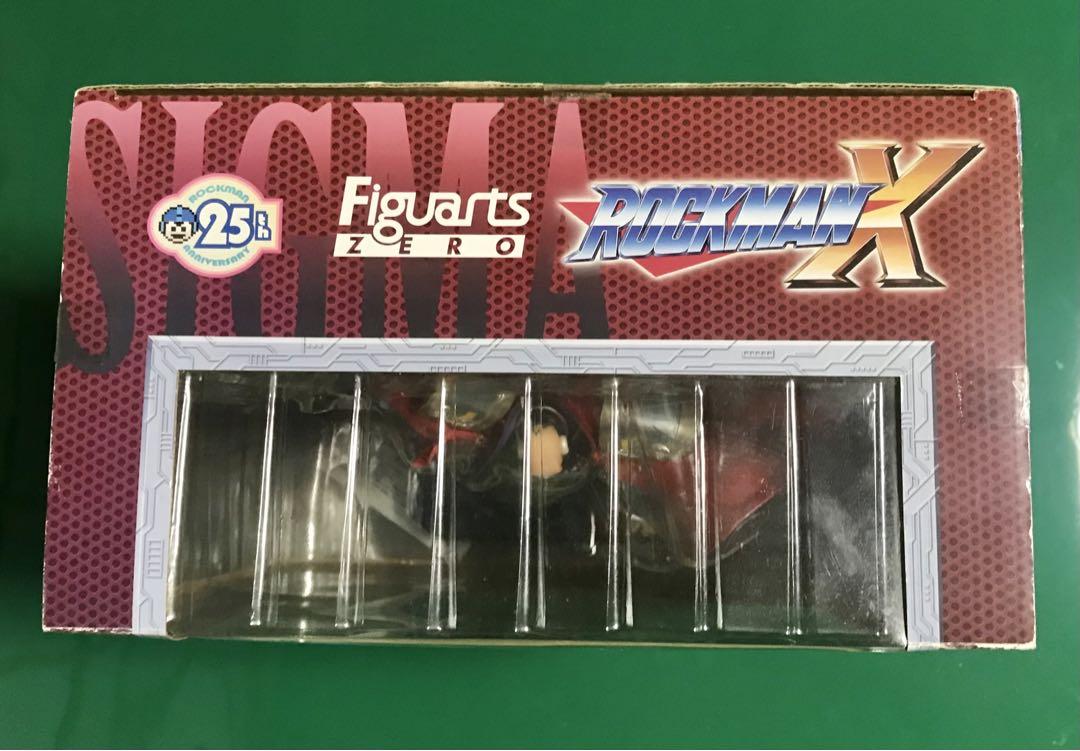 SIGMA
ROCKMAN
25th
ANNIVERSARY
Figuarts
ZERO
ROCKMAN X